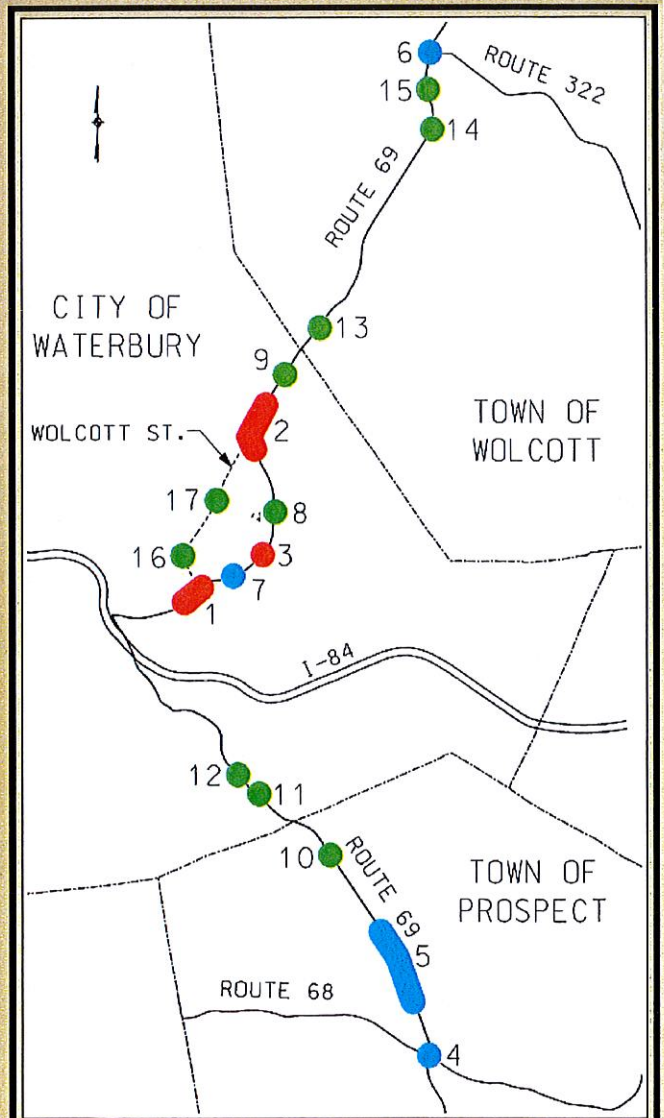 6
ROUTE 322
15
14
ROUTE 69
CITY OF
WATERBURY
13
9
2
WOLCOTT ST.
TOWN OF
WOLCOTT
17
8
16
3
7
1
I-84
12
11
10
ROUTE 69
TOWN OF
PROSPECT
5
ROUTE 68
4